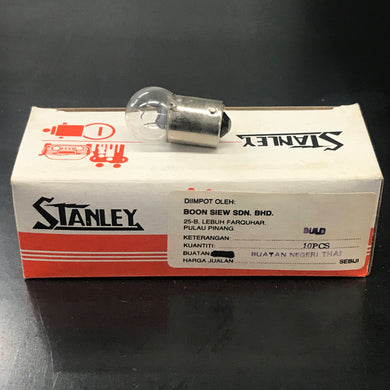 STANLEY
STANLEY
DIIMPOT OLEH:
BOON SIEW SDN. BHD.
25-B, LEBUH FARQUHAR,
PULAU PINANG
KETERANGAN BULB
KUANTITI: 10PCS
BUATAN BUATAN NEGERI THAI
HARGA JUALAN SEBIJI